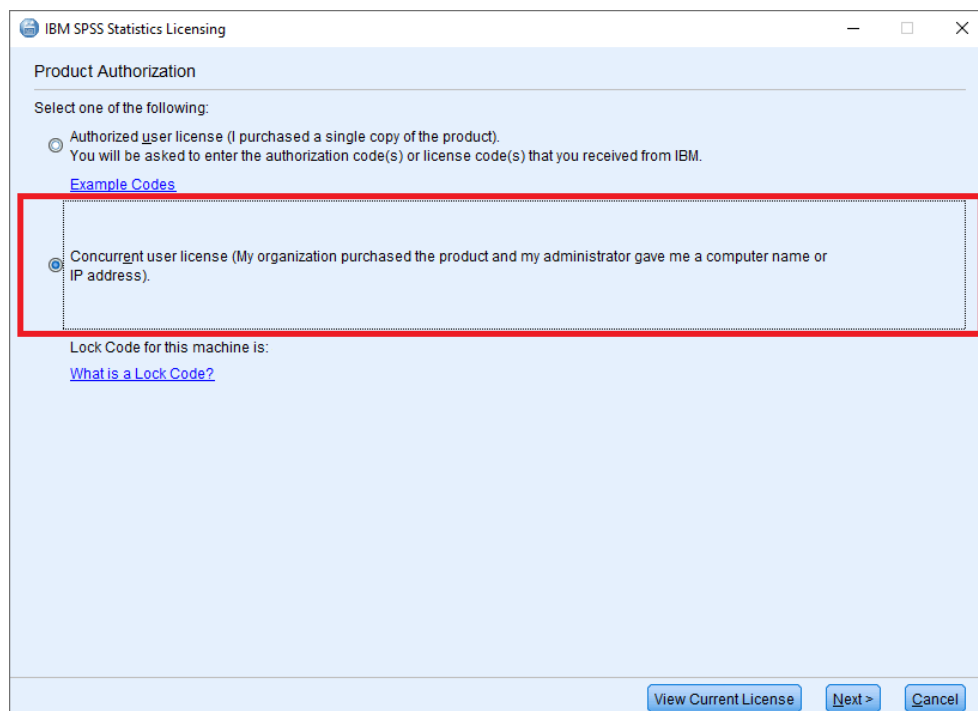 IBM SPSS Statistics Licensing
Product Authorization
Select one of the following:
Authorized user license (I purchased a single copy of the product).
You will be asked to enter the authorization code(s) or license code(s) that you received from IBM.
Example Codes
Concurrent user license (My organization purchased the product and my administrator gave me a computer name or
IP address).
Lock Code for this machine is:
What is a Lock Code?
View Current License Next > Cancel